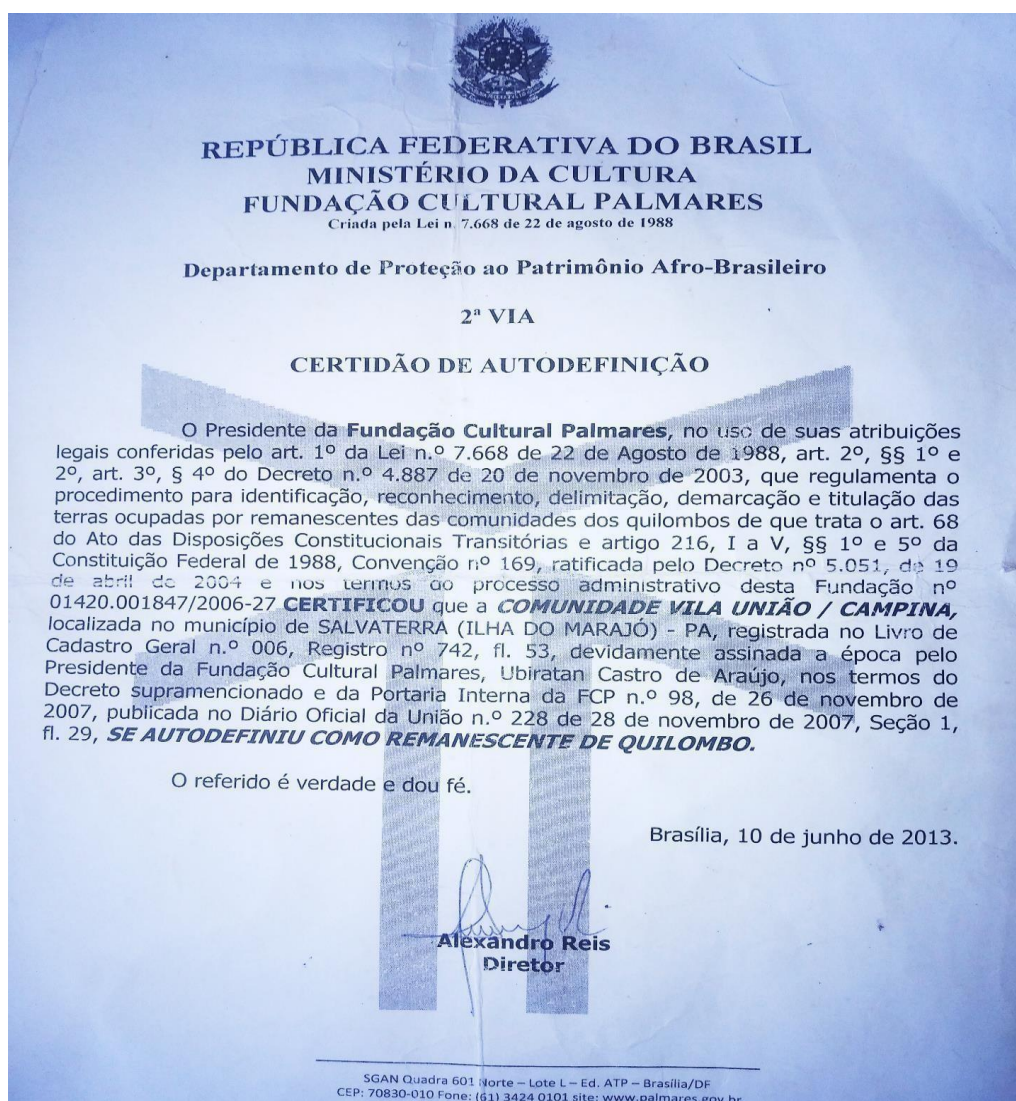 REPÚBLICA FEDERATIVA DO BRASIL
MINISTÉRIO DA CULTURA
FUNDAÇÃO CULTURAL PALMARES
Criada pela Lei n. 7.668 de 22 de agosto de 1988
Departamento de Proteção ao Patrimônio Afro-Brasileiro
2ª VIA
CERTIDÃO DE AUTODEFINIÇÃO
O Presidente da Fundação Cultural Palmares, no uso de suas atribuições
legais conferidas pelo art. 1º da Lei n.º 7.668 de 22 de Agosto de 1988, art. 2º, §§ 1º e
2º, art. 3º, § 4º do Decreto n.º 4.887 de 20 de novembro de 2003, que regulamenta o
procedimento para identificação, reconhecimento, delimitação, demarcação e titulação das
terras ocupadas por remanescentes das comunidades dos quilombos de que trata o art. 68
do Ato das Disposições Constitucionais Transitórias e artigo 216, I a V, §§ 1º e 5º da
Constituição Federal de 1988, Convenção nº 169, ratificada pelo Decreto nº 5.051, de 19
de abril de 2004 e nos termos do processo administrativo desta Fundação nº
01420.001847/2006-27 CERTIFICOU que a COMUNIDADE VILA UNIÃO / CAMPINA,
localizada no município de SALVATERRA (ILHA DO MARAJÓ) - PA, registrada no Livro de
Cadastro Geral n.º 006, Registro nº 742, fl. 53, devidamente assinada a época pelo
Presidente da Fundação Cultural Palmares, Ubiratan Castro de Araújo, nos termos do
Decreto supramencionado e da Portaria Interna da FCP n.º 98, de 26 de novembro de
2007, publicada no Diário Oficial da União n.º 228 de 28 de novembro de 2007, Seção 1,
fl. 29, SE AUTODEFINIU COMO REMANESCENTE DE QUILOMBO.
O referido é verdade e dou fé.
Brasília, 10 de junho de 2013.
Alexandro Reis
Diretor
SGAN Quadra 601 Norte – Lote L – Ed. ATP – Brasília/DF
CEP: 70830-010 Fone: (61) 3424 0101 site: www.palmares.gov.br